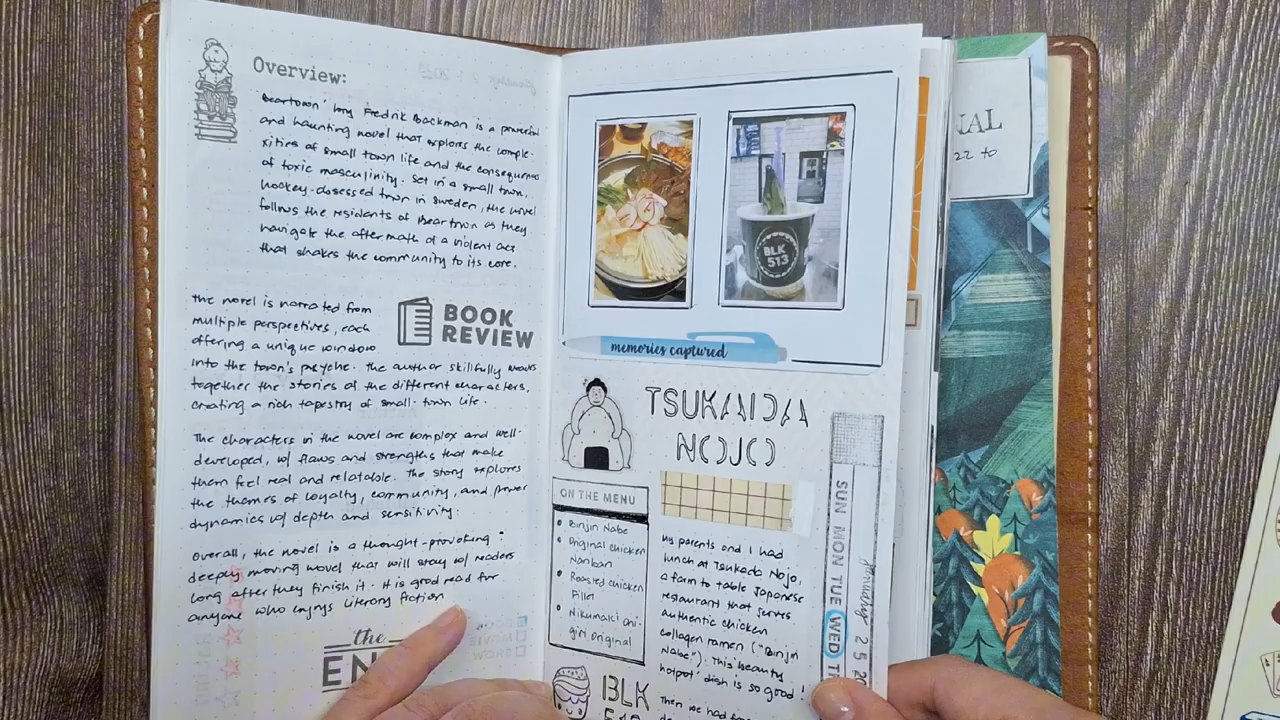 Overview:
'Beartown' by Fredrik Backman is a powerful
and haunting novel that explores the comple-
xities of small town life and the consequences
of toxic masculinity. Set in a small town,
hockey-obsessed town in Sweden, the novel
follows the residents of Beartown as they
navigate the aftermath of a violent act
that shakes the community to its core.
The novel is narrated from
multiple perspectives, each
offering a unique window
into the town's psyche. The author skillfully weaves
together the stories of the different characters,
creating a rich tapestry of small-town life.
BOOK
REVIEW
The characters in the novel are complex and well-
developed, w/ flaws and strengths that make
them feel real and relatable. The story explores
the themes of loyalty, community, and power
dynamics w/ depth and sensitivity.
Overall, the novel is a thought-provoking &
deeply moving novel that will stay w/ readers
long after they finish it. It is good read for
anyone who enjoys literary fiction
the
EN
BLK
513
memories captured
TSUKADA
NOJO
ON THE MENU
Binjin Nabe
Original chicken
Nanban
Roasted chicken
Fillet
Nikumaki oni-
giri original
My parents and I had
lunch at Tsukada Nojo,
a farm to table Japanese
restaurant that serves
authentic chicken
collagen ramen ("Binjin
Nabe"). This 'beauty
hotpot' dish is so good!
Then we had
SUN MON TUE WED
January 25
BLK
NAL
22 to